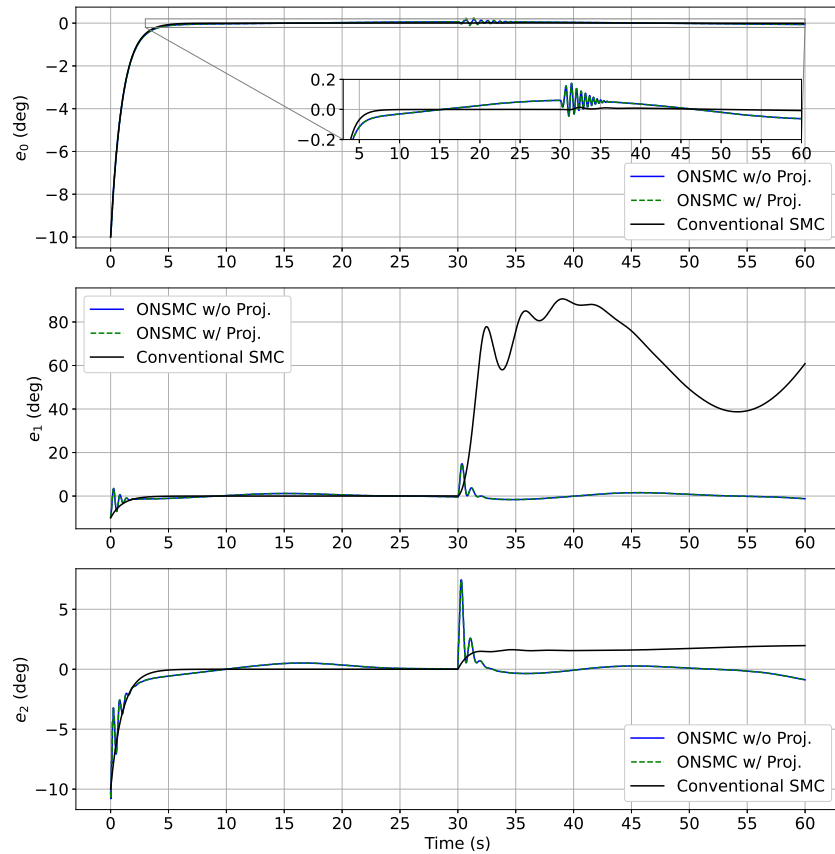 0
−2
−4
−6
−8
−10
e0 (deg)
0.2
0.0
−0.2
5 10 15 20 25 30 35 40 45 50 55 60
ONSMC w/o Proj.
ONSMC w/ Proj.
Conventional SMC
0 5 10 15 20 25 30 35 40 45 50 55 60
80
60
40
20
0
e1 (deg)
ONSMC w/o Proj.
ONSMC w/ Proj.
Conventional SMC
0 5 10 15 20 25 30 35 40 45 50 55 60
5
0
−5
−10
e2 (deg)
ONSMC w/o Proj.
ONSMC w/ Proj.
Conventional SMC
0 5 10 15 20 25 30 35 40 45 50 55 60
Time (s)